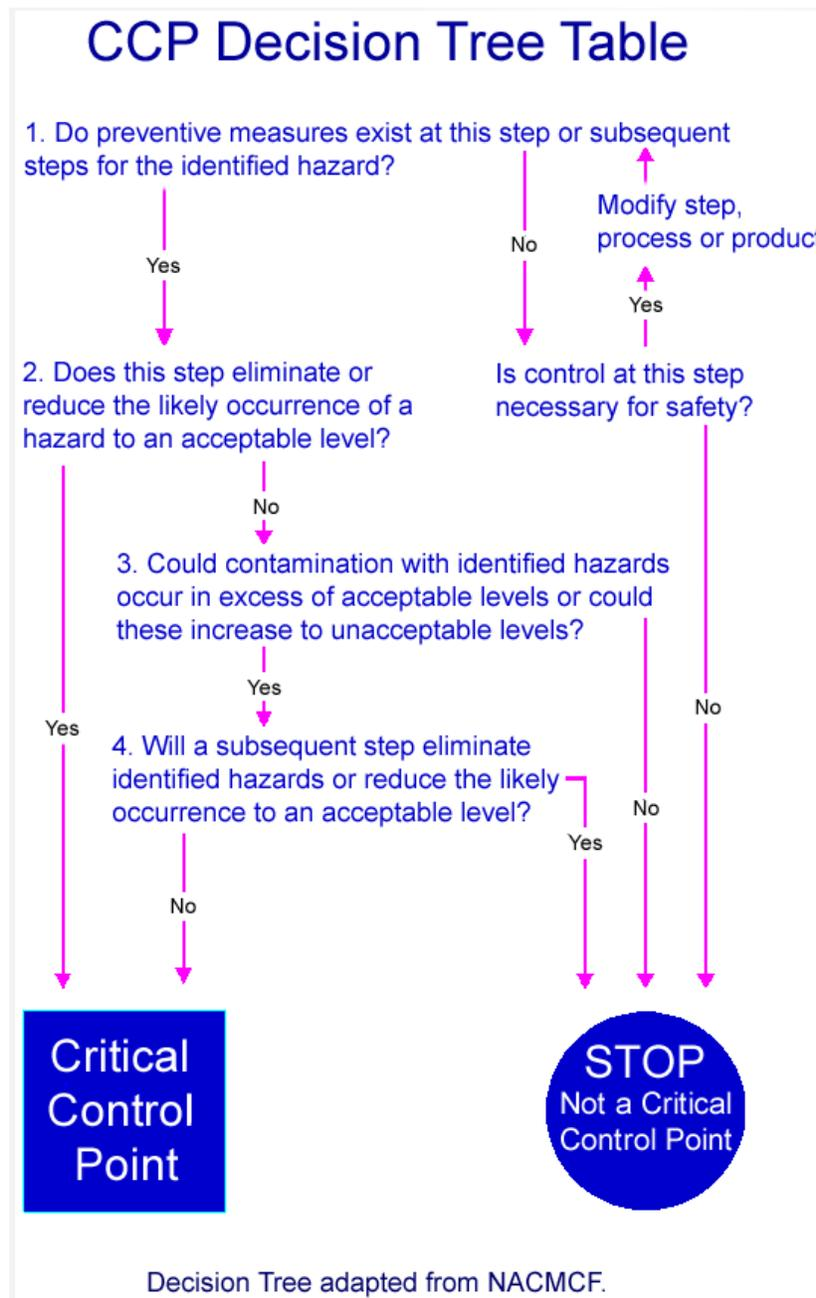 CCP Decision Tree Table
1. Do preventive measures exist at this step or subsequent
steps for the identified hazard?
Modify step,
process or product
No
Yes
Yes
2. Does this step eliminate or
reduce the likely occurrence of a
hazard to an acceptable level?
Is control at this step
necessary for safety?
No
3. Could contamination with identified hazards
occur in excess of acceptable levels or could
these increase to unacceptable levels?
Yes
No
Yes
4. Will a subsequent step eliminate
identified hazards or reduce the likely
occurrence to an acceptable level?
No
Yes
No
Critical
Control
Point
STOP
Not a Critical
Control Point
Decision Tree adapted from NACMCF.